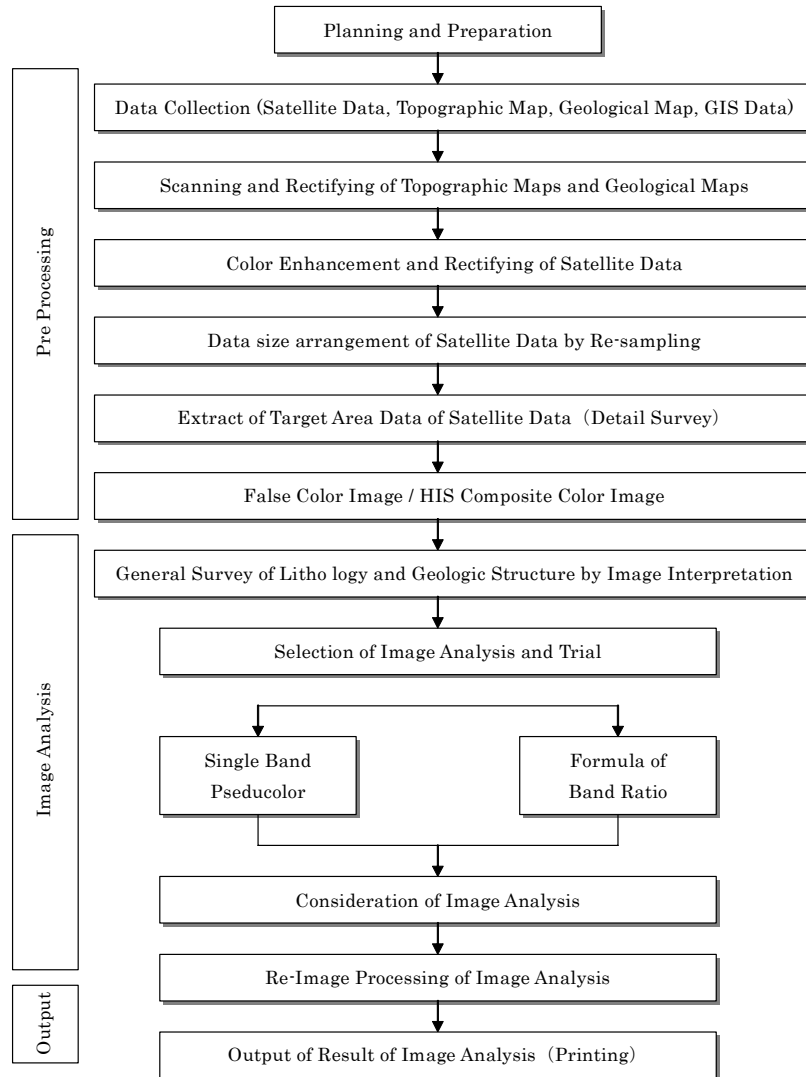 Planning and Preparation
Pre Processing
Data Collection (Satellite Data, Topographic Map, Geological Map, GIS Data)
Scanning and Rectifying of Topographic Maps and Geological Maps
Color Enhancement and Rectifying of Satellite Data
Data size arrangement of Satellite Data by Re-sampling
Extract of Target Area Data of Satellite Data (Detail Survey)
False Color Image / HIS Composite Color Image
Image Analysis
General Survey of Litho logy and Geologic Structure by Image Interpretation
Selection of Image Analysis and Trial
Single Band
Pseducolor
Formula of
Band Ratio
Consideration of Image Analysis
Re-Image Processing of Image Analysis
Output
Output of Result of Image Analysis (Printing)